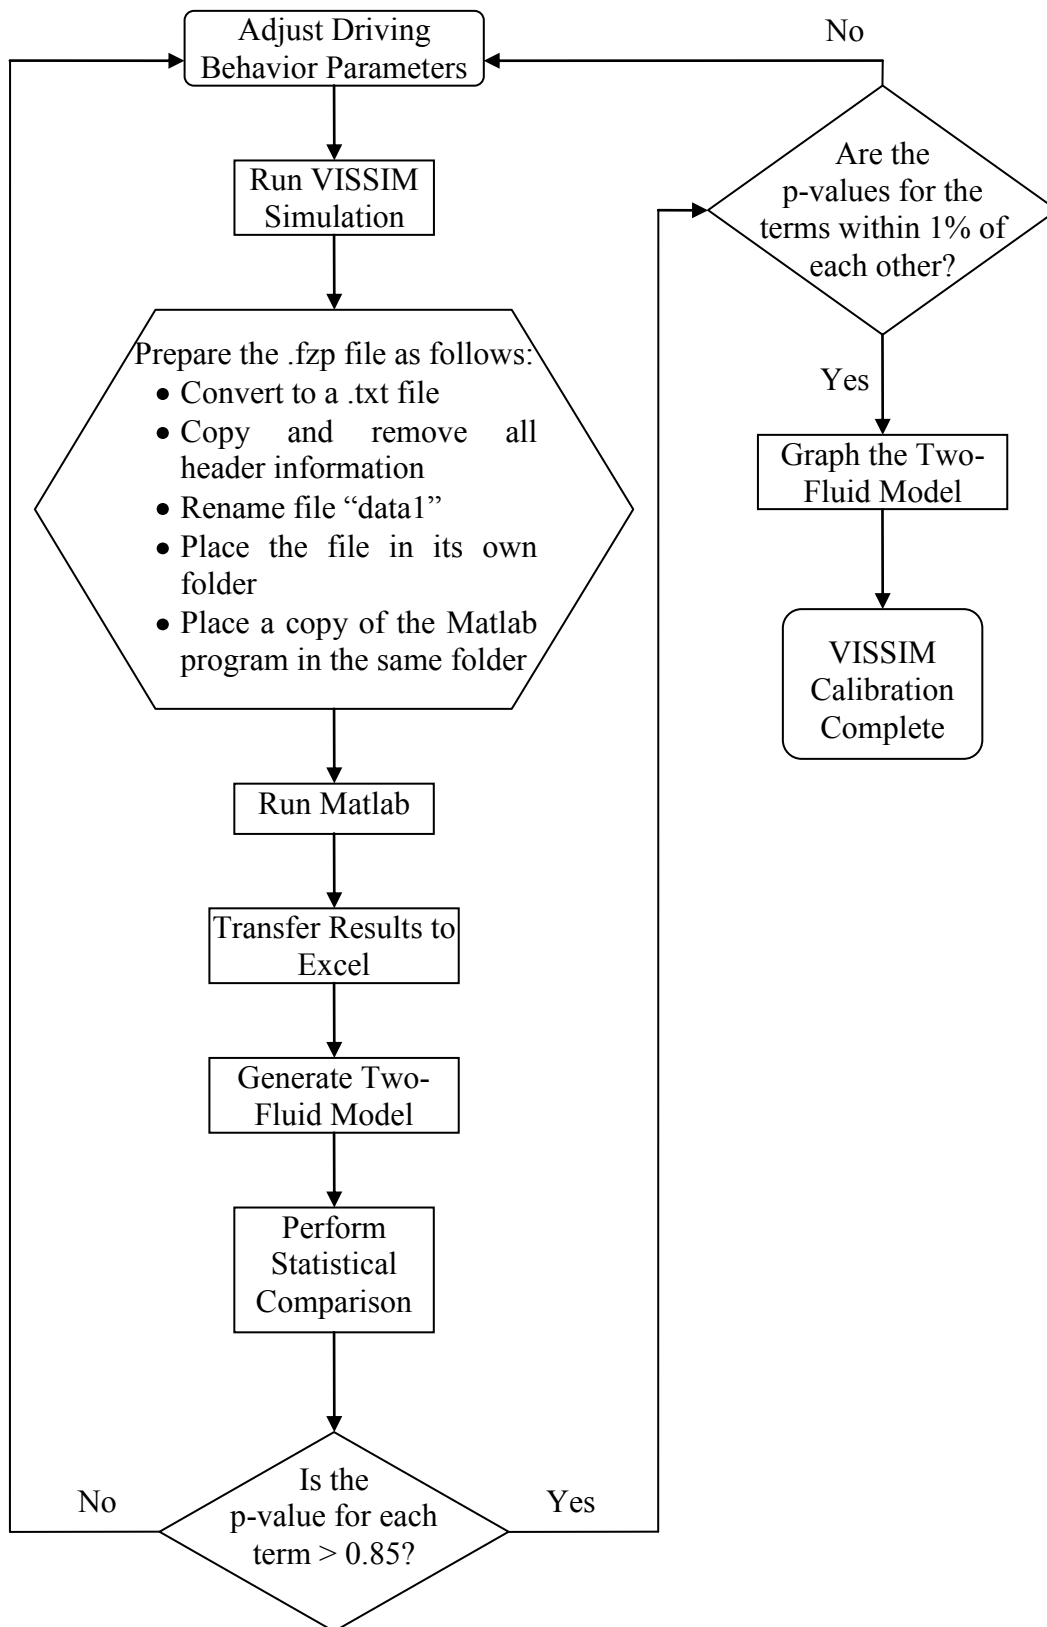 Adjust Driving
Behavior Parameters
Run VISSIM
Simulation
Prepare the .fzp file as follows:
• Convert to a .txt file
• Copy and remove all
header information
• Rename file “data1”
• Place the file in its own
folder
• Place a copy of the Matlab
program in the same folder
Run Matlab
Transfer Results to
Excel
Generate Two-
Fluid Model
Perform
Statistical
Comparison
Is the
p-value for each
term > 0.85?
No
Yes
No
Are the
p-values for the
terms within 1% of
each other?
Yes
Graph the Two-
Fluid Model
VISSIM
Calibration
Complete